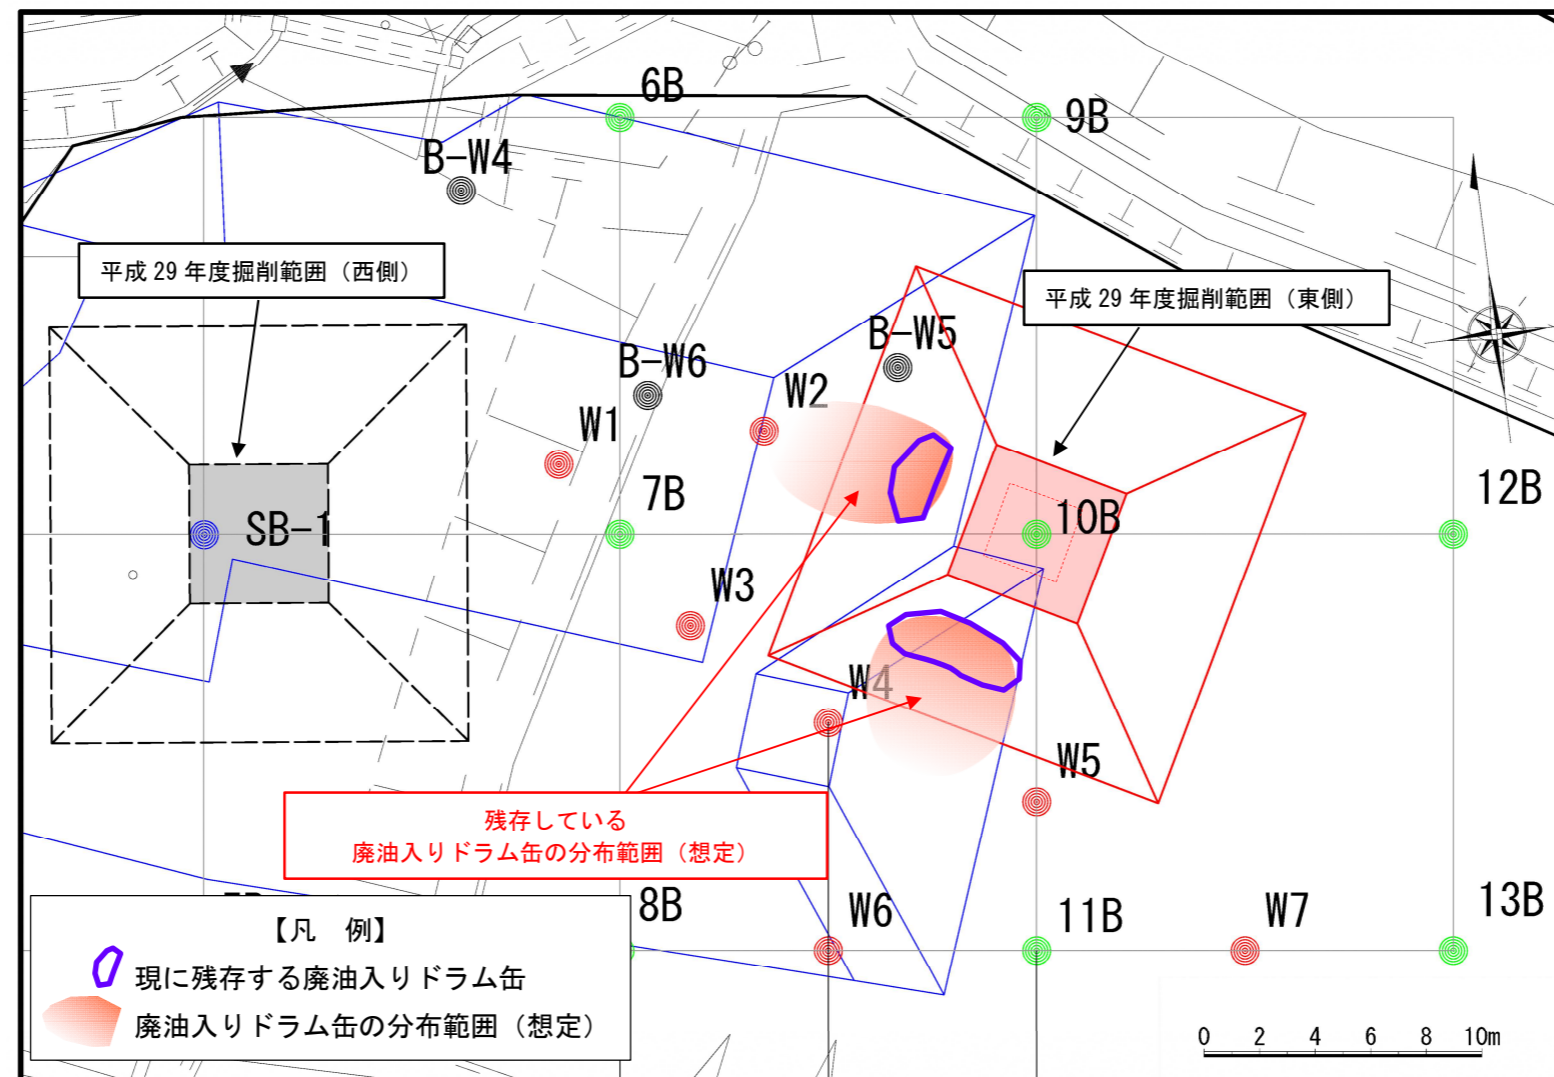 6B
9B
B-W4
平成 29 年度掘削範囲（西側）
平成 29 年度掘削範囲（東側）
B-W5
B-W6
W2
W1
7B
10B
12B
SB-1
W3
W4
W5
残存している
廃油入りドラム缶の分布範囲（想定）
8B
W6
11B
W7
13B
【凡　例】
現に残存する廃油入りドラム缶
廃油入りドラム缶の分布範囲（想定）
0 2 4 6 8 10m